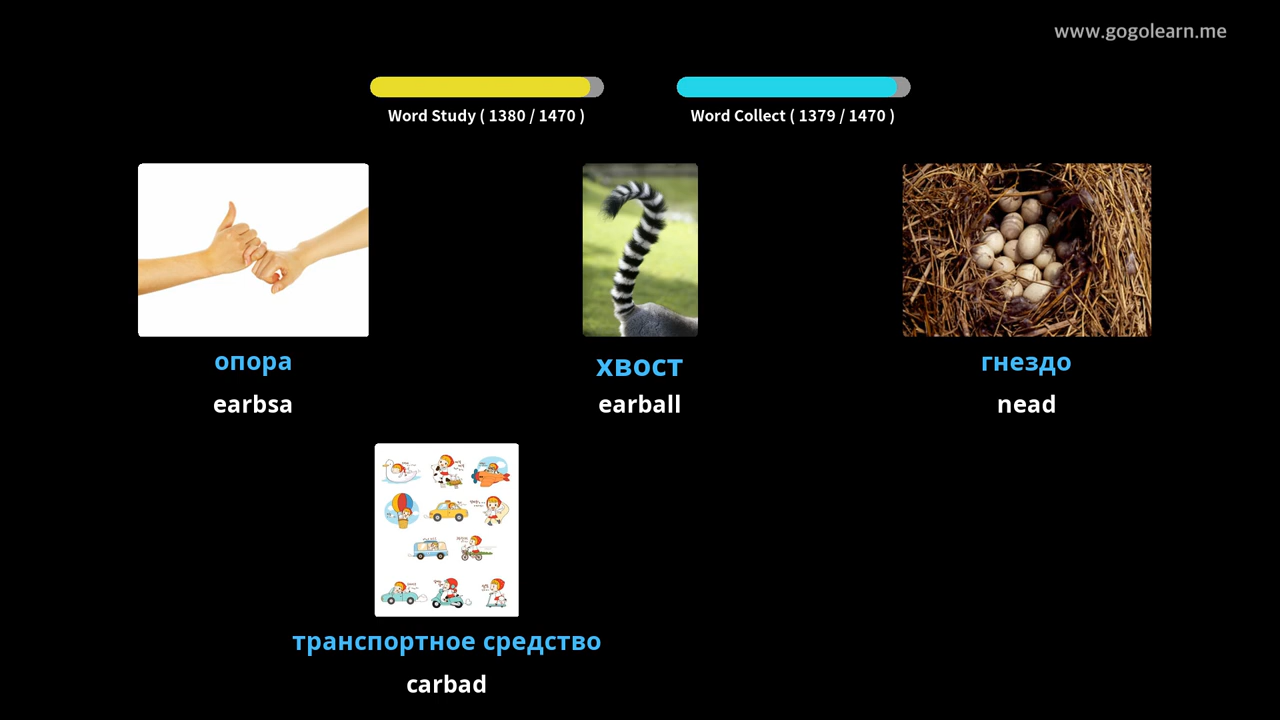 www.gogolearn.me
Word Study ( 1380 / 1470 )
Word Collect ( 1379 / 1470 )
опора
хвост
гнездо
earbsa
earball
nead
транспортное средство
carbad